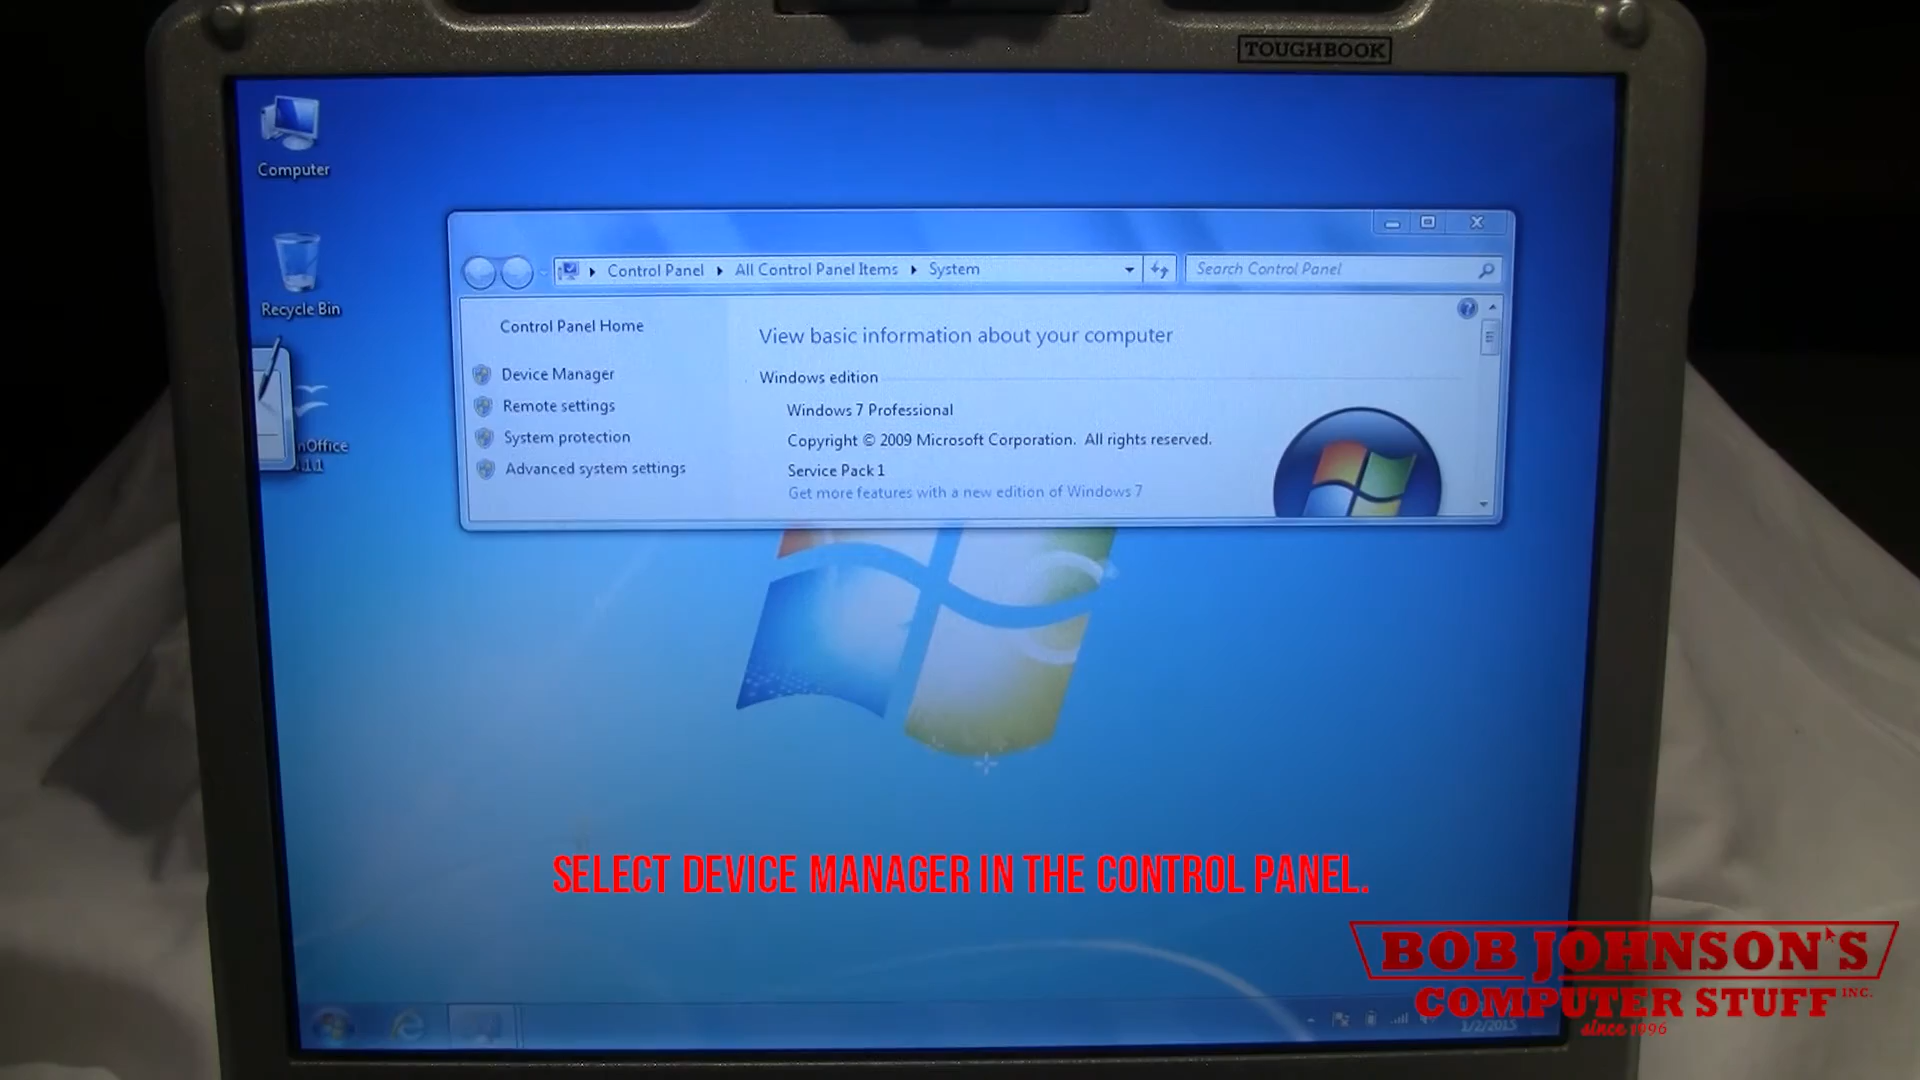 TOUGHBOOK
Computer
Recycle Bin
nOffice
Control Panel ▸ All Control Panel Items ▸ System
Search Control Panel
Control Panel Home
Device Manager
Remote settings
System protection
Advanced system settings
View basic information about your computer
Windows edition
Windows 7 Professional
Copyright © 2009 Microsoft Corporation. All rights reserved.
Service Pack 1
Get more features with a new edition of Windows 7
SELECT DEVICE MANAGER IN THE CONTROL PANEL.
BOB JOHNSON'S
COMPUTER STUFF INC.
since 1996
1/2/2015